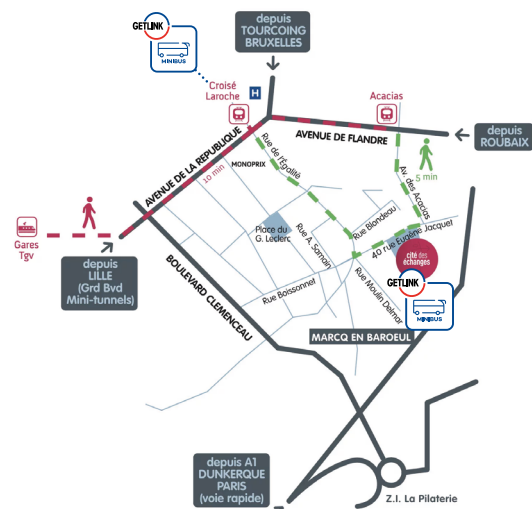 depuis
TOURCOING
BRUXELLES
GETLINK
MINIBUS
Croisé
Laroche
H
Acacias
AVENUE DE FLANDRE
depuis
ROUBAIX
AVENUE DE LA REPUBLIQUE
10 min
MONOPRIX
Rue de l'Égalité
5 min
Av. des Acacias
Place du
G. Leclerc
Rue A. Samain
Rue Blondeau
40 rue Eugène Jacquet
Gares
Tgv
depuis
LILLE
(Grd Bvd
Mini-tunnels)
cité des
échanges
BOULEVARD CLEMENCEAU
Rue Boissonnet
Rue Moulin Delmar
GETLINK
MINIBUS
MARCQ EN BAROEUL
depuis A1
DUNKERQUE
PARIS
(voie rapide)
Z.I. La Pilaterie